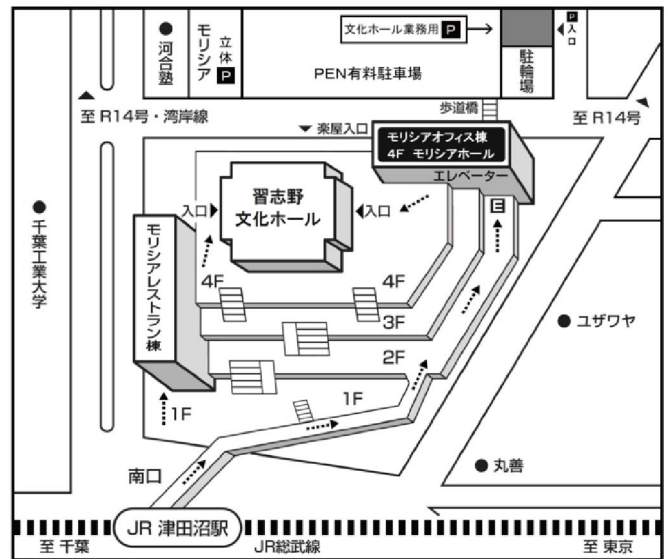 河合塾
モリシア
立体 P
文化ホール業務用 P
PEN有料駐車場
駐輪場
P 入口
歩道橋
至 R14号・湾岸線
至 R14号
楽屋入口
モリシアオフィス棟
4F モリシアホール
エレベーター
E
習志野
文化ホール
入口
入口
千葉工業大学
モリシアレストラン棟
4F
4F
3F
2F
1F
1F
ユザワヤ
丸善
南口
JR 津田沼駅
至 千葉
JR総武線
至 東京